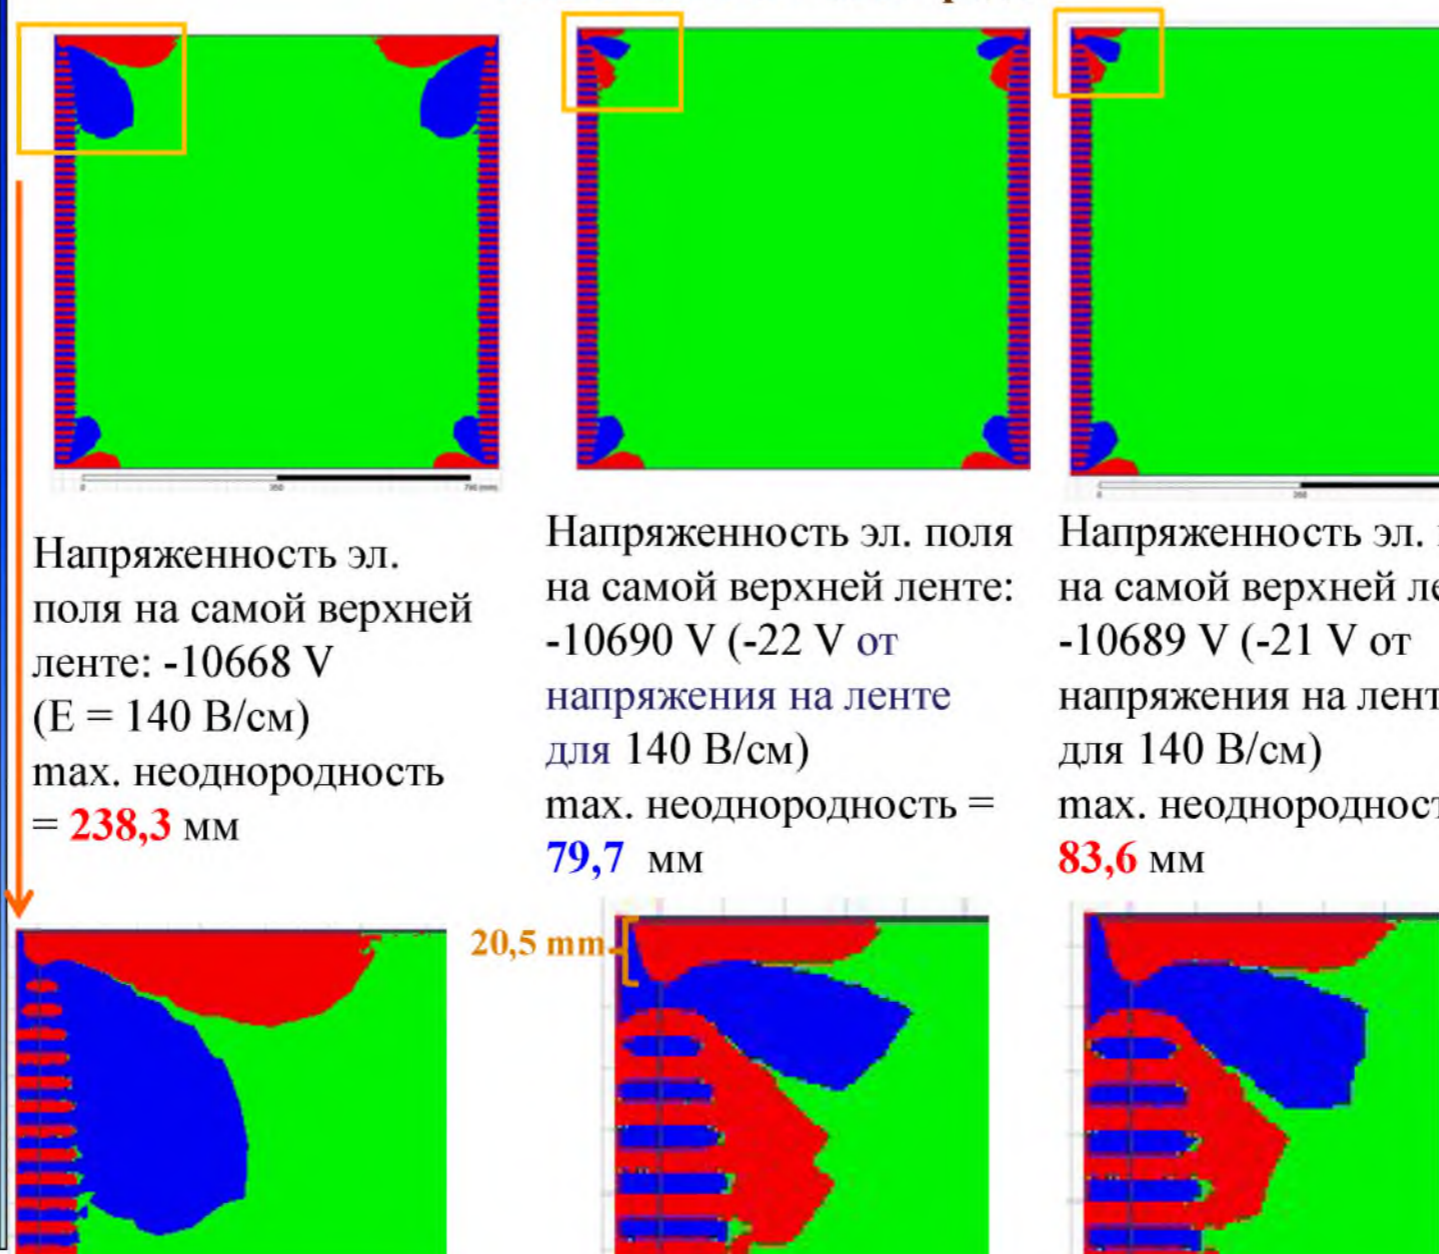 Напряженность эл.
поля на самой верхней
ленте: -10668 V
(E = 140 В/см)
max. неоднородность
= 238,3 мм
Напряженность эл. поля
на самой верхней ленте:
-10690 V (-22 V от
напряжения на ленте
для 140 В/см)
max. неоднородность =
79,7 мм
Напряженность эл.
на самой верхней
-10689 V (-21 V от
напряжения на
для 140 В/см)
max.
83,6 мм
20,5 mm